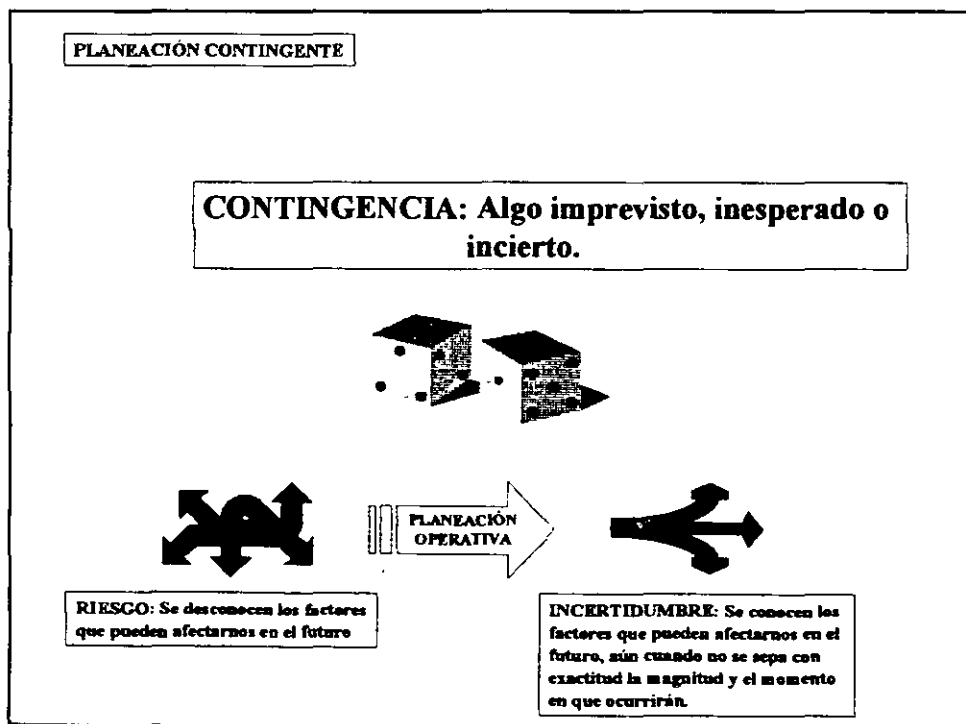 PLANEACIÓN CONTINGENTE
CONTINGENCIA: Algo imprevisto, inesperado o
incierto.
PLANEACIÓN
OPERATIVA
RIESGO: Se desconocen los factores
que pueden afectarnos en el futuro
INCERTIDUMBRE: Se conocen los
factores que pueden afectarnos en el
futuro, aún cuando no se sepa con
exactitud la magnitud y el momento
en que ocurrirán.